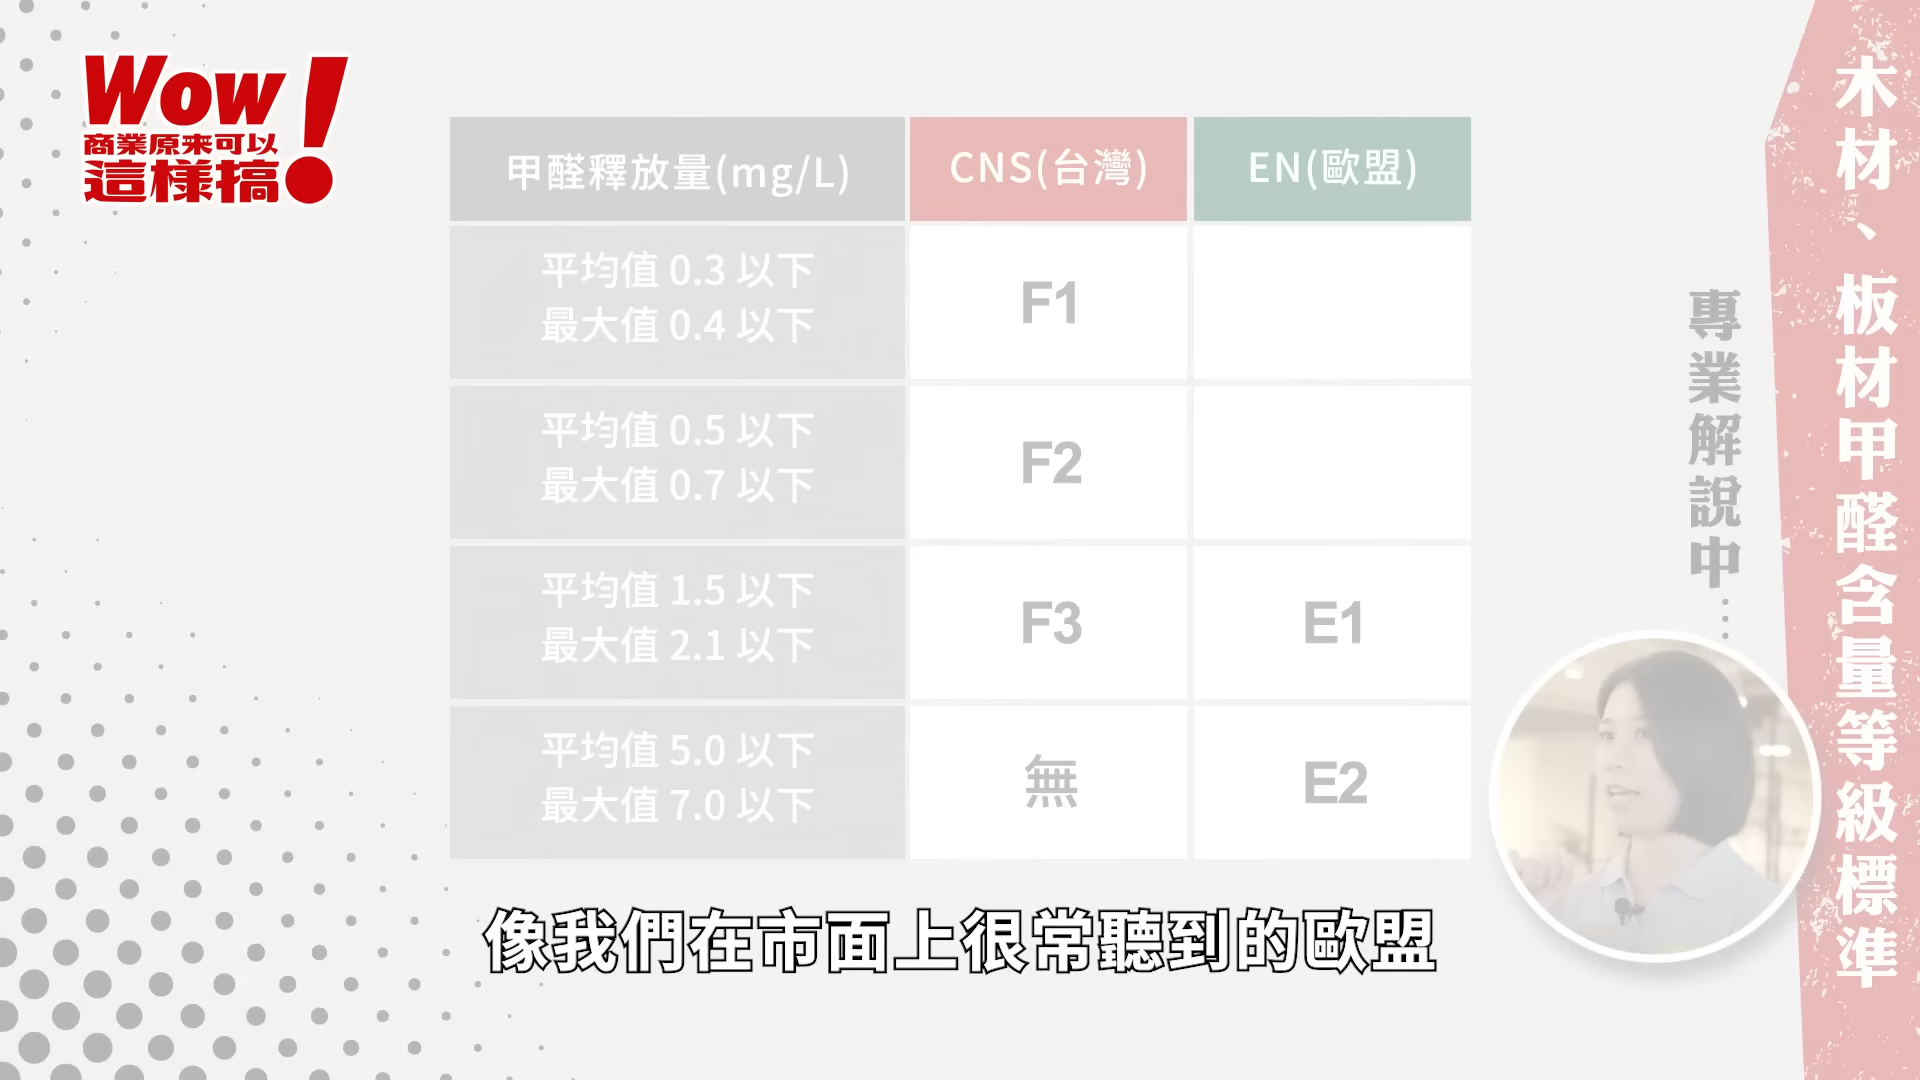 Wow!
商業原來可以
這樣搞
甲醛釋放量(mg/L)
CNS(台灣)
EN(歐盟)
平均值 0.3 以下
最大值 0.4 以下
F1
平均值 0.5 以下
最大值 0.7 以下
F2
平均值 1.5 以下
最大值 2.1 以下
F3
E1
平均值 5.0 以下
最大值 7.0 以下
無
E2
木材、板材甲醛含量等級標準
專業解說中…
像我們在市面上很常聽到的歐盟